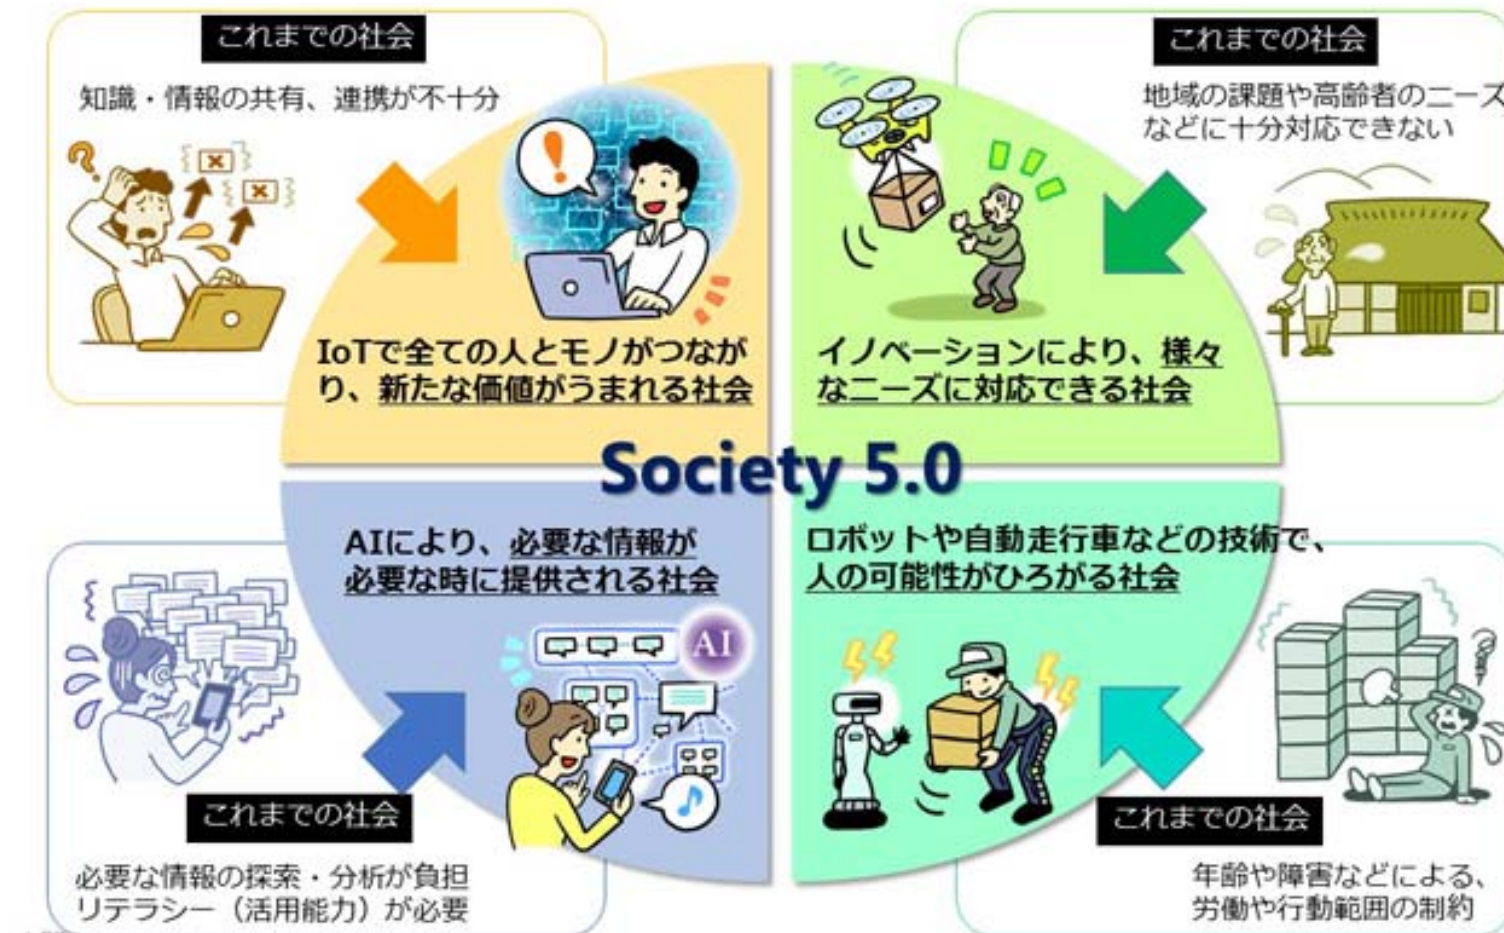 これまでの社会
知識・情報の共有、連携が不十分
IoTで全ての人とモノがつなが
り、新たな価値がうまれる社会
これまでの社会
地域の課題や高齢者のニーズ
などに十分対応できない
イノベーションにより、様々
なニーズに対応できる社会
Society 5.0
AIにより、必要な情報が
必要な時に提供される社会
AI
これまでの社会
必要な情報の探索・分析が負担
リテラシー（活用能力）が必要
ロボットや自動走行車などの技術で、
人の可能性がひろがる社会
これまでの社会
年齢や障害などによる、
労働や行動範囲の制約